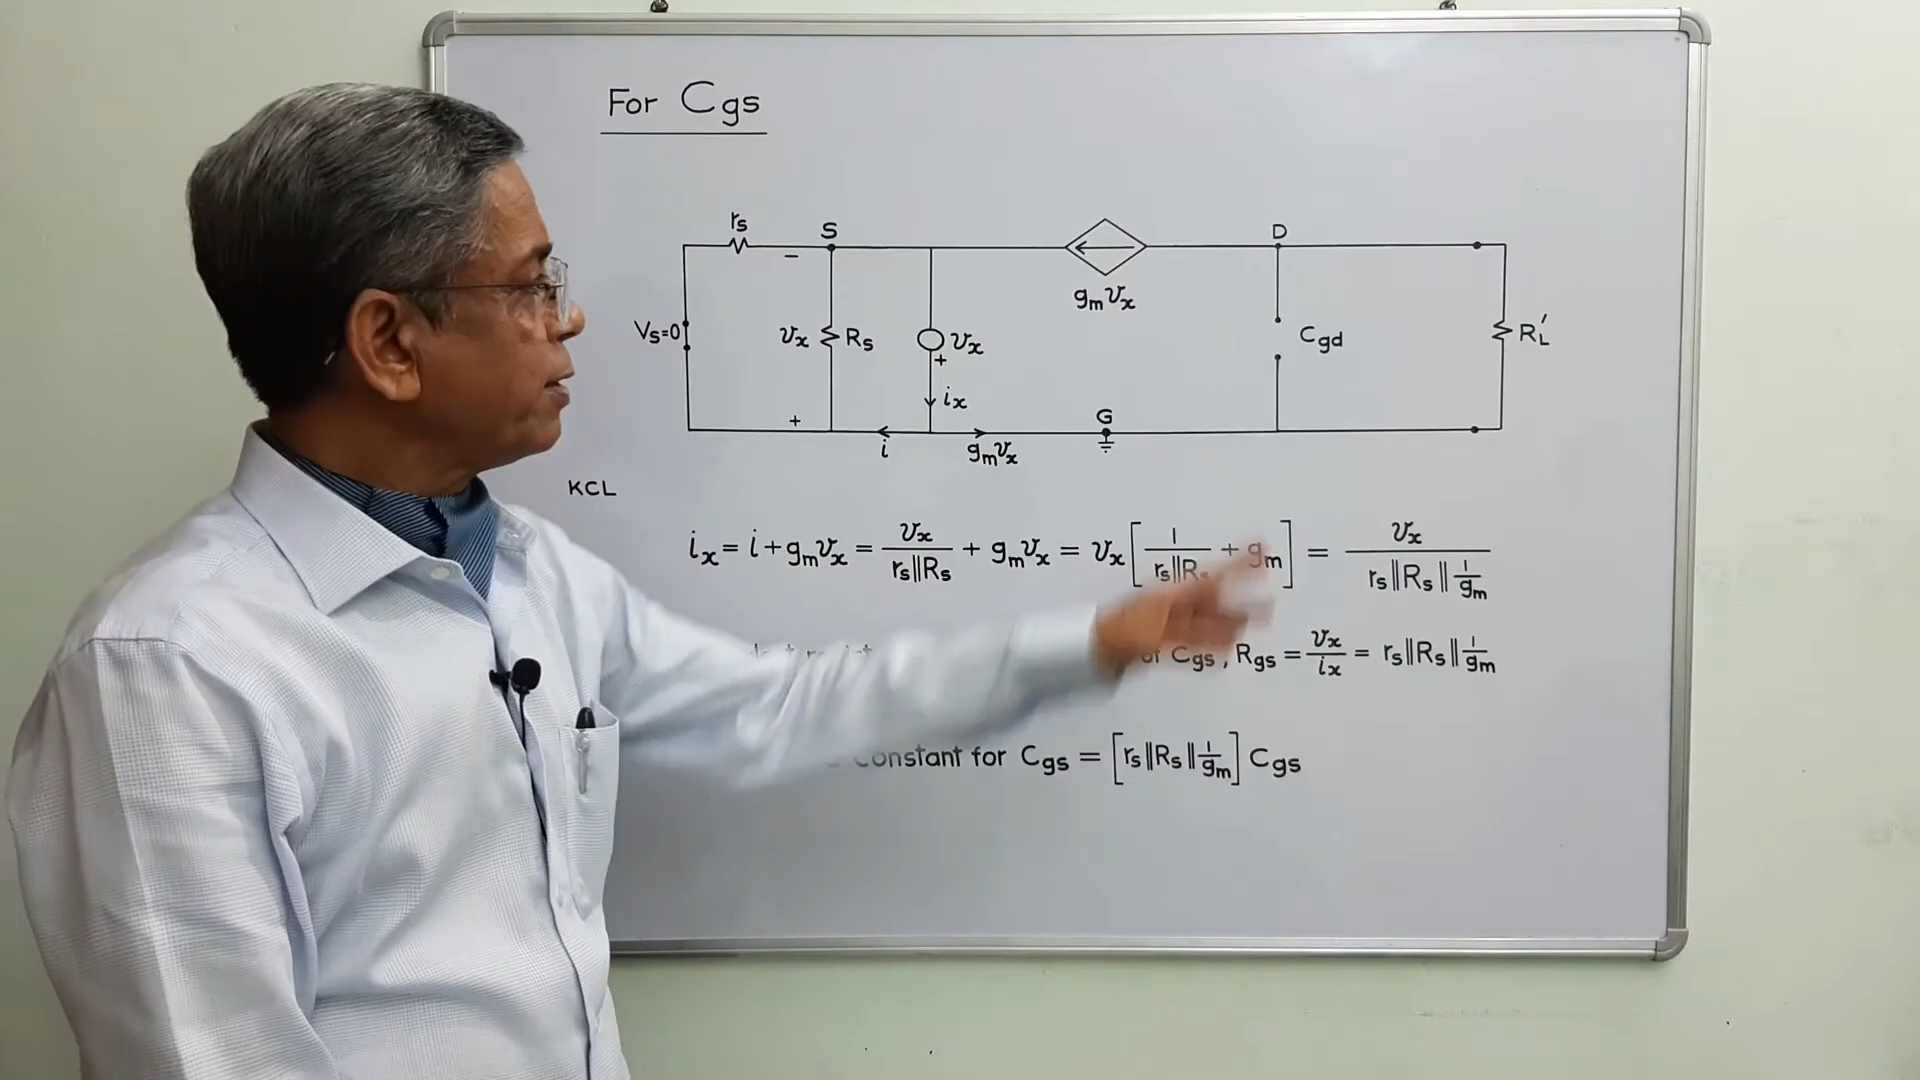 For Cgs
rs
S
D
−
gmvx
Vs=0
vx
Rs
vx
Cgd
RL′
+
ix
+
i
gmvx
G
KCL
ix = i + gmvx = vx/(rs‖Rs) + gmvx = vx[1/(rs‖Rs) + gm] = vx/(rs‖Rs‖1/gm)
Cgs, Rgs = vx/ix = rs‖Rs‖1/gm
Constant for Cgs = [rs‖Rs‖1/gm] Cgs